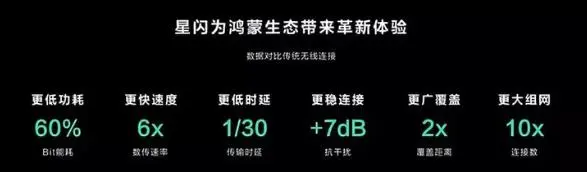 星闪为鸿蒙生态带来革新体验
数据对比传统无线连接
更低功耗 更快速度 更低时延 更稳连接 更广覆盖 更大组网
60% 6x 1/30 +7dB 2x 10x
Bit能耗 数传速率 传输时延 抗干扰 覆盖距离 连接数